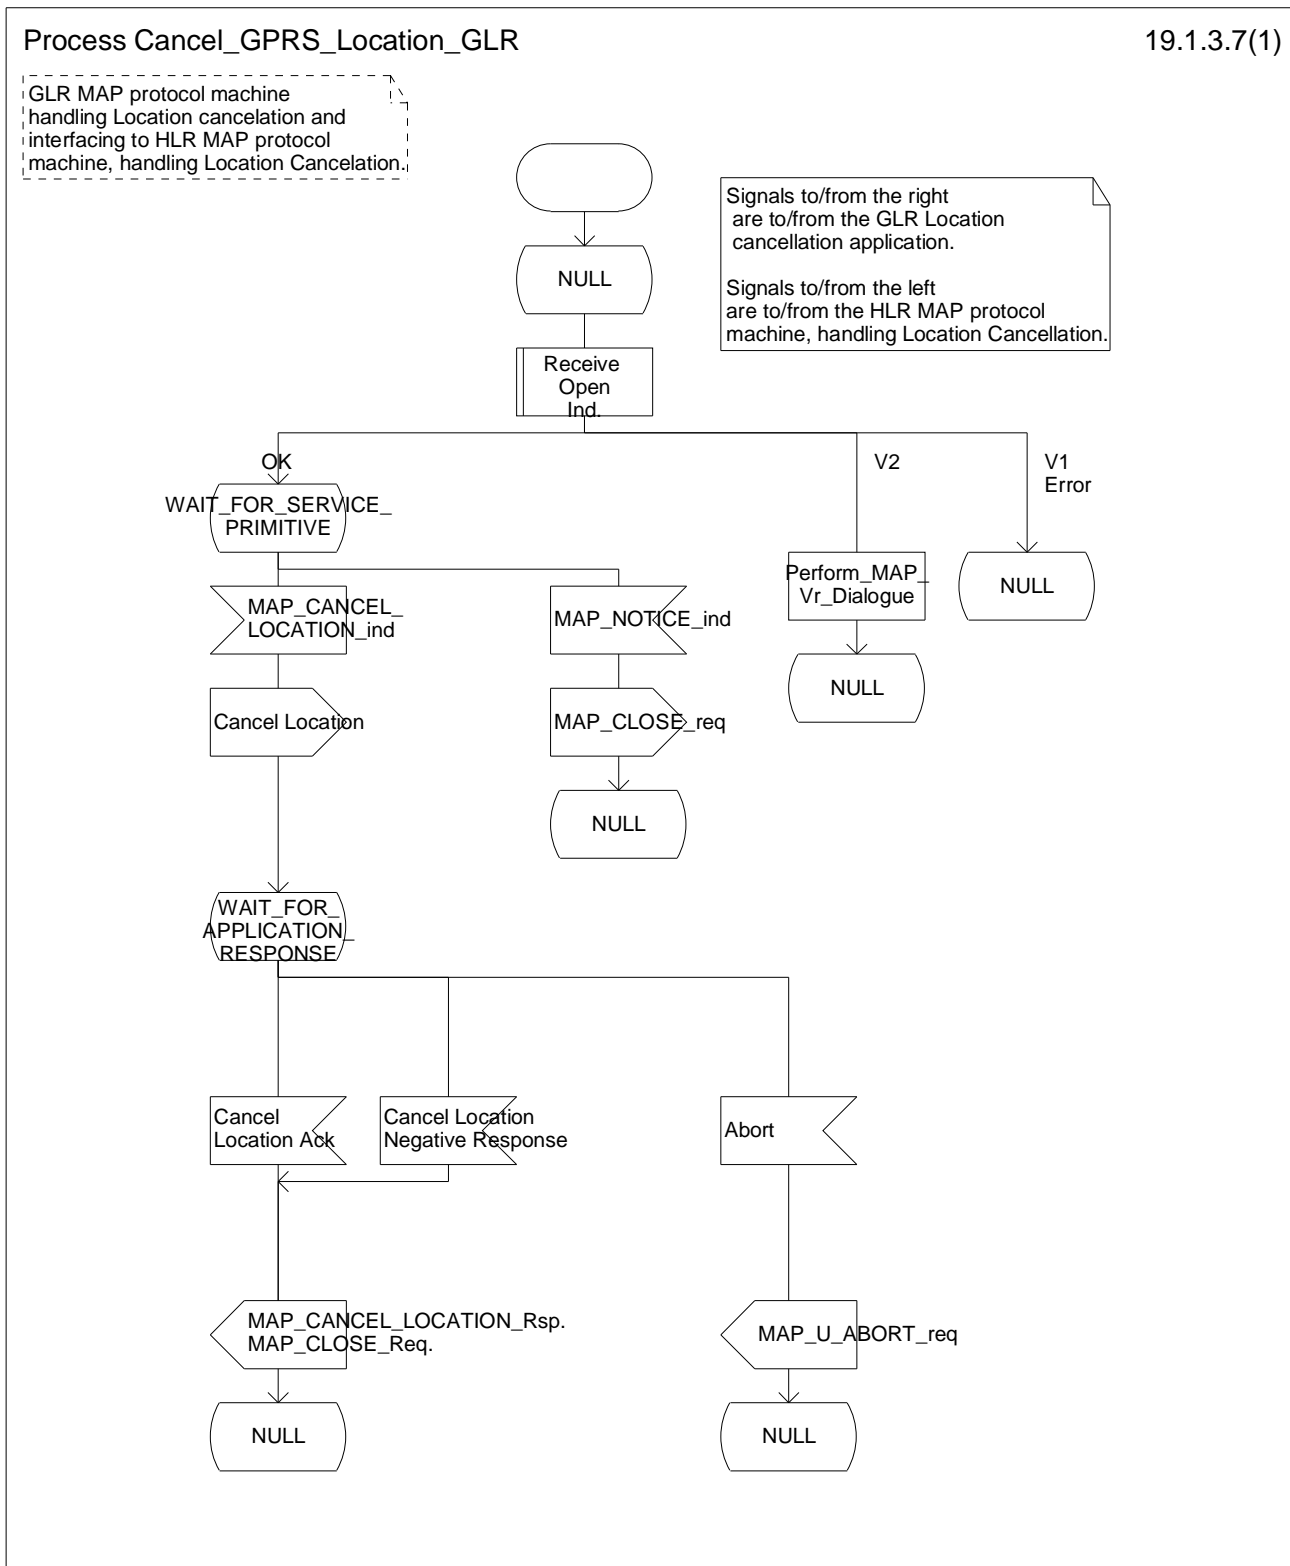 Process Cancel_GPRS_Location_GLR
19.1.3.7(1)
GLR MAP protocol machine
handling Location cancelation and
interfacing to HLR MAP protocol
machine, handling Location Cancelation.
Signals to/from the right
are to/from the GLR Location
cancellation application.
Signals to/from the left
are to/from the HLR MAP protocol
machine, handling Location Cancellation.
NULL
Receive
Open
Ind.
OK
V2
V1
Error
WAIT_FOR_SERVICE_
PRIMITIVE
MAP_CANCEL_
LOCATION_ind
MAP_NOTICE_ind
Perform_MAP_
Vr_Dialogue
NULL
NULL
Cancel Location
MAP_CLOSE_req
NULL
WAIT_FOR_
APPLICATION_
RESPONSE
Cancel
Location Ack
Cancel Location
Negative Response
Abort
MAP_CANCEL_LOCATION_Rsp.
MAP_CLOSE_Req.
MAP_U_ABORT_req
NULL
NULL